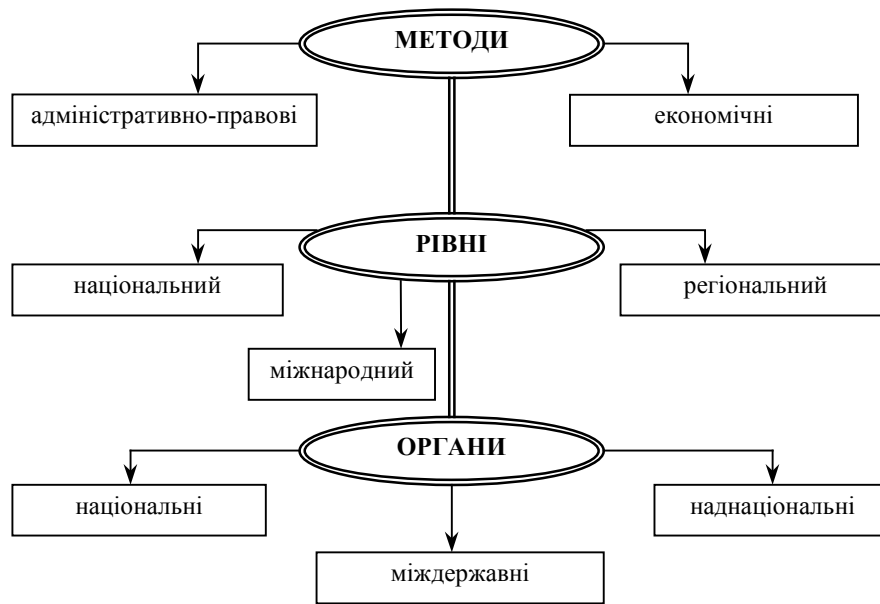 МЕТОДИ
адміністративно-правові
економічні
РІВНІ
національний
регіональний
міжнародний
ОРГАНИ
національні
наднаціональні
міждержавні